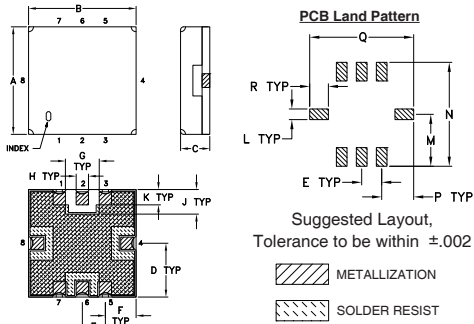 B
7 6 5
A
8
4
INDEX
1 2 3
C
PCB Land Pattern
Q
R TYP
L TYP
N
M
E TYP
P TYP
G
TYP
H TYP
1 2 3
K TYP
J TYP
8
4
D TYP
7 6 5
F
TYP
Suggested Layout,
Tolerance to be within ±.002
METALLIZATION
SOLDER RESIST